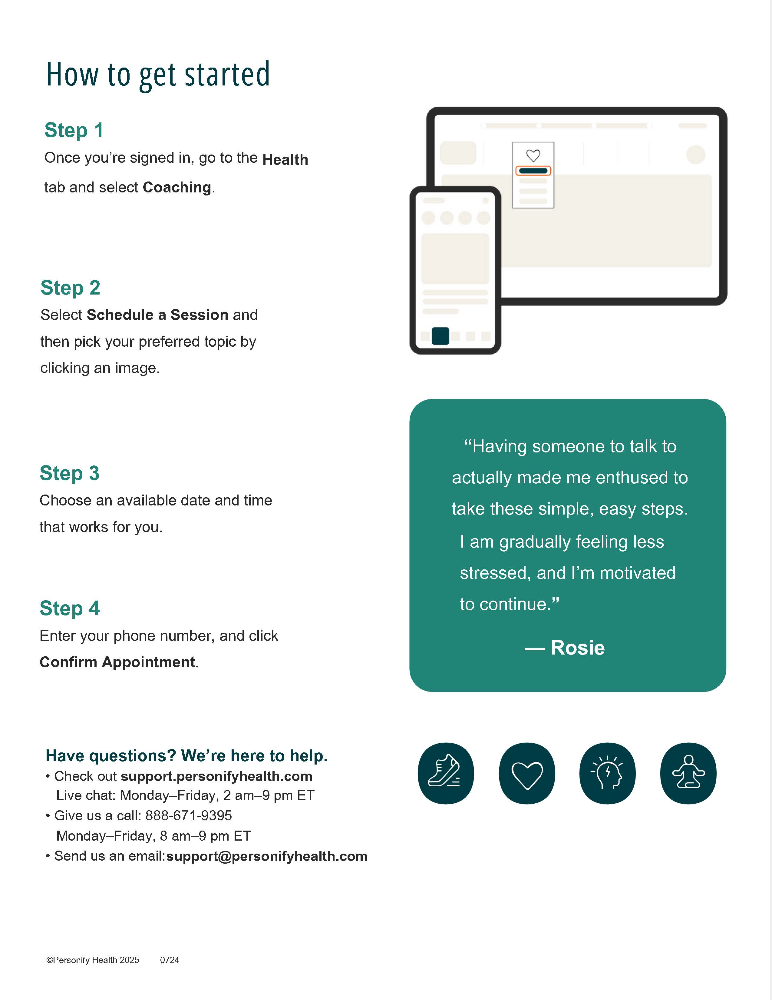 How to get started
Step 1
Once you’re signed in, go to the Health
tab and select Coaching.
Step 2
Select Schedule a Session and
then pick your preferred topic by
clicking an image.
Step 3
Choose an available date and time
that works for you.
Step 4
Enter your phone number, and click
Confirm Appointment.
“Having someone to talk to
actually made me enthused to
take these simple, easy steps.
I am gradually feeling less
stressed, and I’m motivated
to continue.”
— Rosie
Have questions? We’re here to help.
• Check out support.personifyhealth.com
Live chat: Monday–Friday, 2 am–9 pm ET
• Give us a call: 888-671-9395
Monday–Friday, 8 am–9 pm ET
• Send us an email:support@personifyhealth.com
©Personify Health 2025 0724